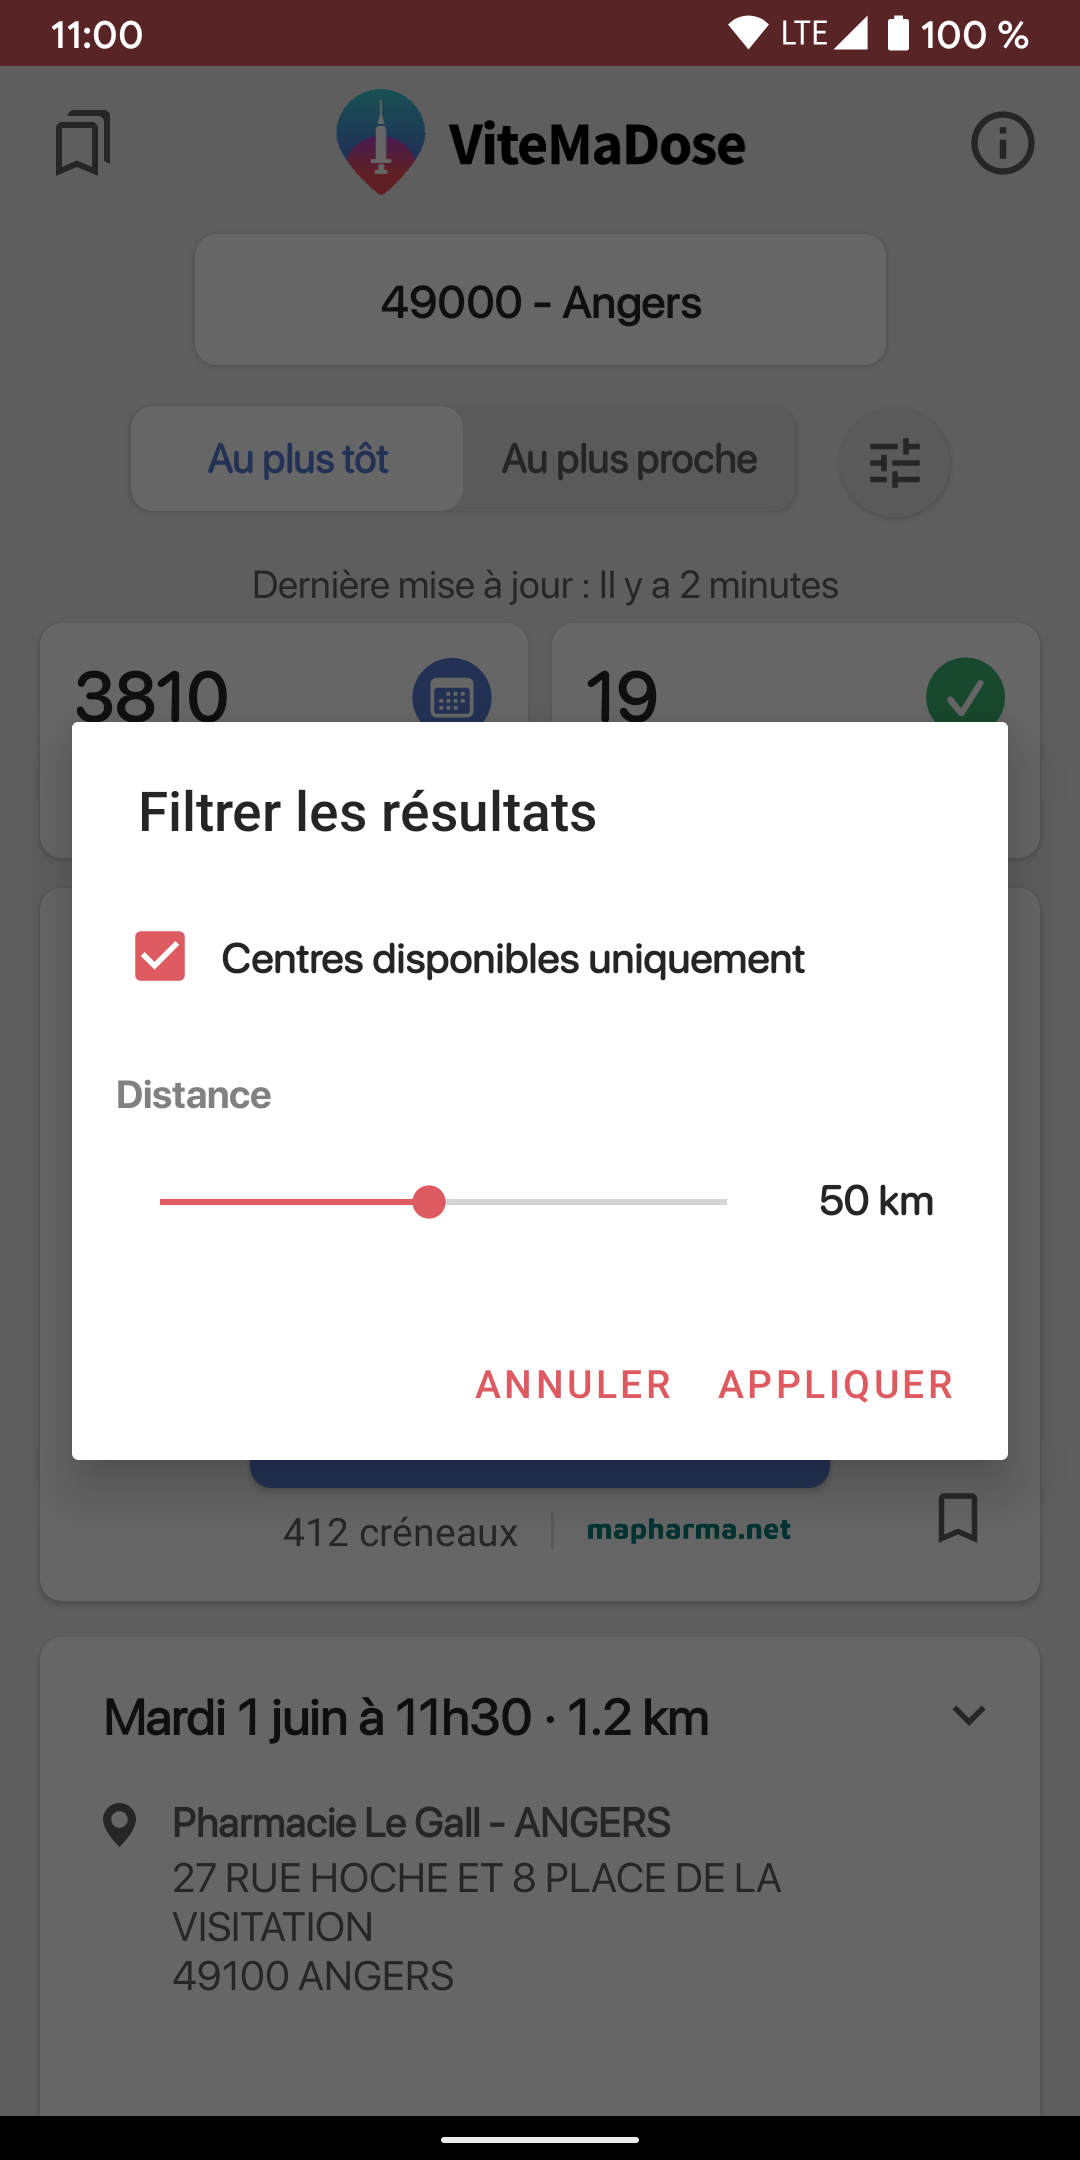 11:00
LTE
100 %
ViteMaDose
49000 - Angers
Au plus tôt
Au plus proche
Dernière mise à jour : Il y a 2 minutes
3810
19
Filtrer les résultats
Centres disponibles uniquement
Distance
50 km
ANNULER
APPLIQUER
412 créneaux
mapharma.net
Mardi 1 juin à 11h30 · 1.2 km
Pharmacie Le Gall - ANGERS
27 RUE HOCHE ET 8 PLACE DE LA
VISITATION
49100 ANGERS